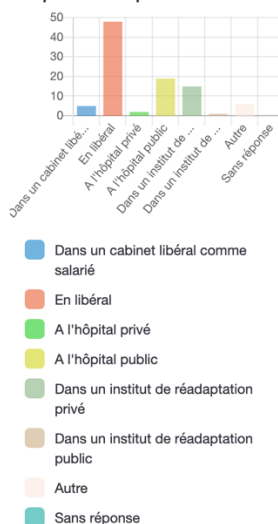 50
40
30
20
10
0
Dans un cabinet libé...
En libéral
A l'hôpital privé
A l'hôpital public
Dans un institut de ...
Dans un institut de ...
Autre
Sans réponse
Dans un cabinet libéral comme
salarié
En libéral
A l'hôpital privé
A l'hôpital public
Dans un institut de réadaptation
privé
Dans un institut de réadaptation
public
Autre
Sans réponse